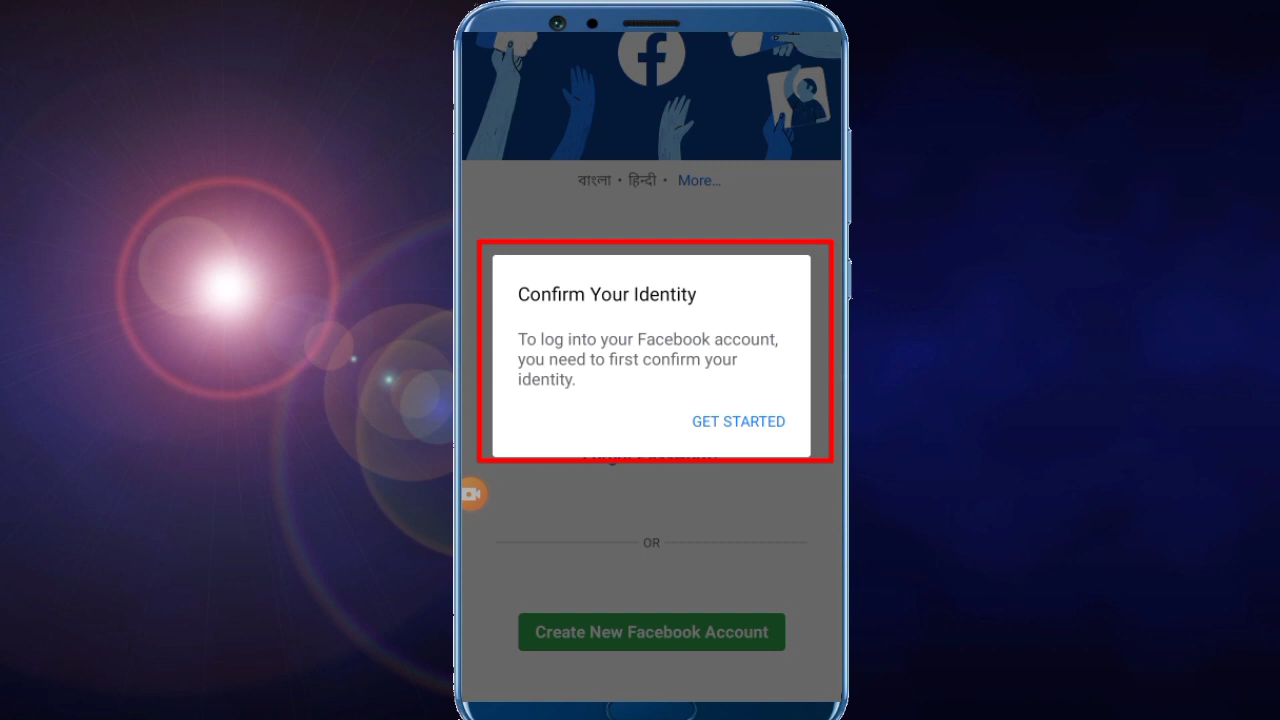 বাংলা • हिन्दी • More...
Confirm Your Identity
To log into your Facebook account,
you need to first confirm your
identity.
GET STARTED
OR
Create New Facebook Account